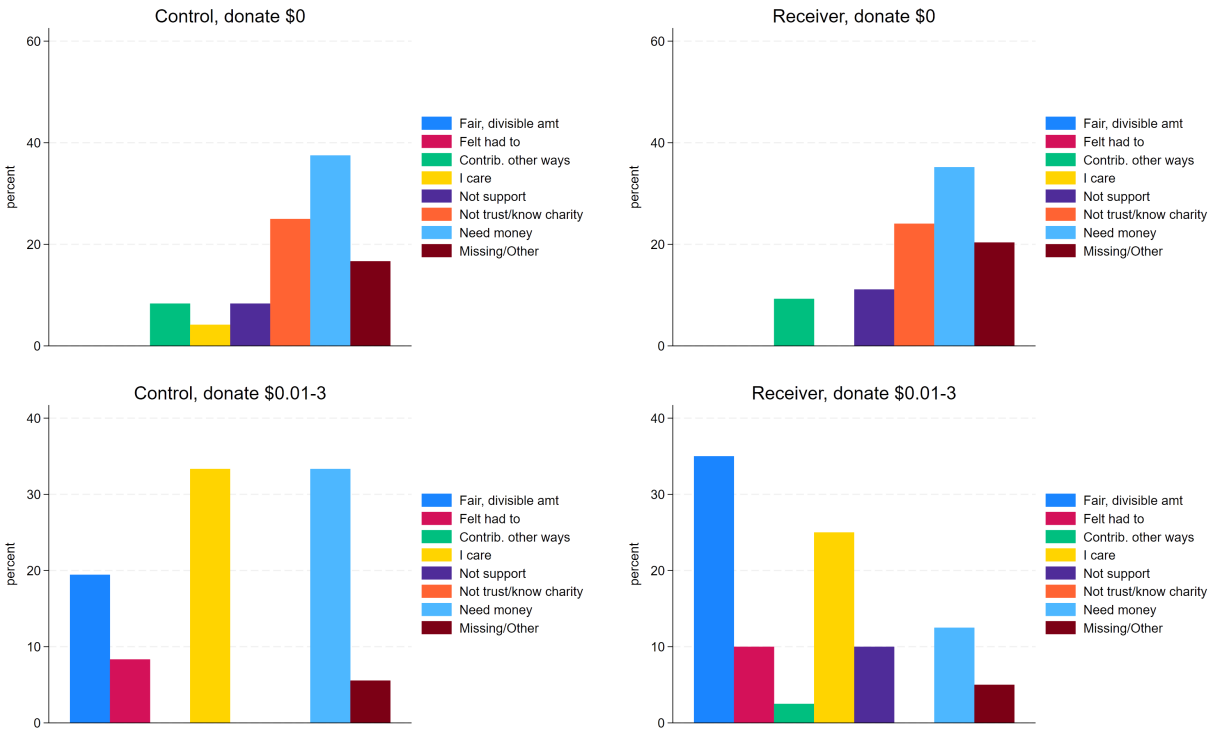 Control, donate $0
60
40
20
0
percent
Fair, divisible amt
Felt had to
Contrib. other ways
I care
Not support
Not trust/know charity
Need money
Missing/Other
Receiver, donate $0
60
40
20
0
percent
Fair, divisible amt
Felt had to
Contrib. other ways
I care
Not support
Not trust/know charity
Need money
Missing/Other
Control, donate $0.01-3
40
30
20
10
0
percent
Fair, divisible amt
Felt had to
Contrib. other ways
I care
Not support
Not trust/know charity
Need money
Missing/Other
Receiver, donate $0.01-3
40
30
20
10
0
percent
Fair, divisible amt
Felt had to
Contrib. other ways
I care
Not support
Not trust/know charity
Need money
Missing/Other